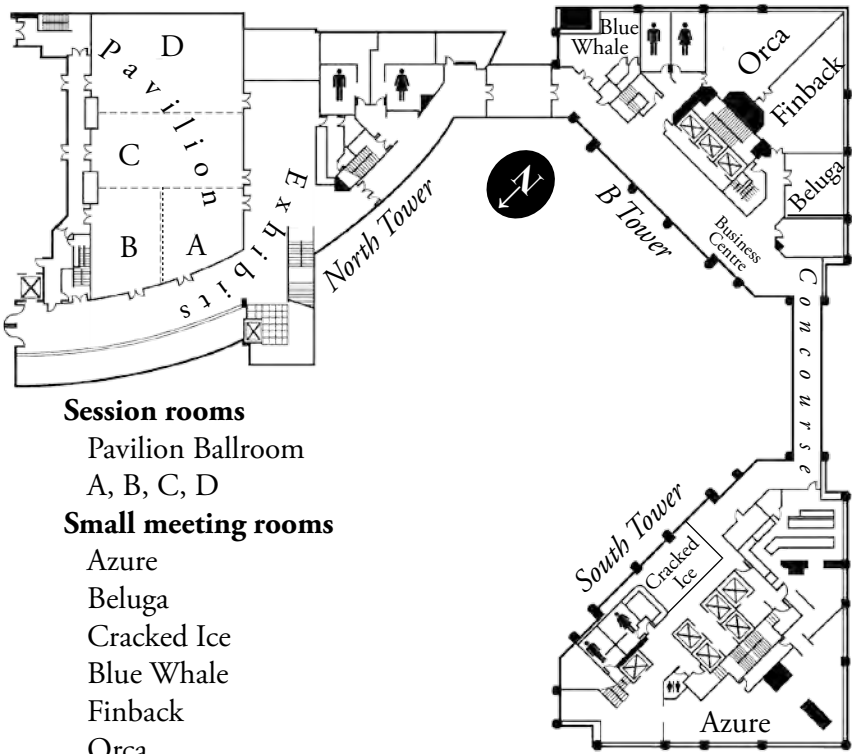 D
Pavilion
C
B
A
Exhibits
North Tower
N
Blue
Whale
Orca
Finback
Beluga
B Tower
Business
Centre
Concourse
South Tower
Cracked
Ice
Azure
Session rooms
Pavilion Ballroom
A, B, C, D
Small meeting rooms
Azure
Beluga
Cracked Ice
Blue Whale
Finback
Orca